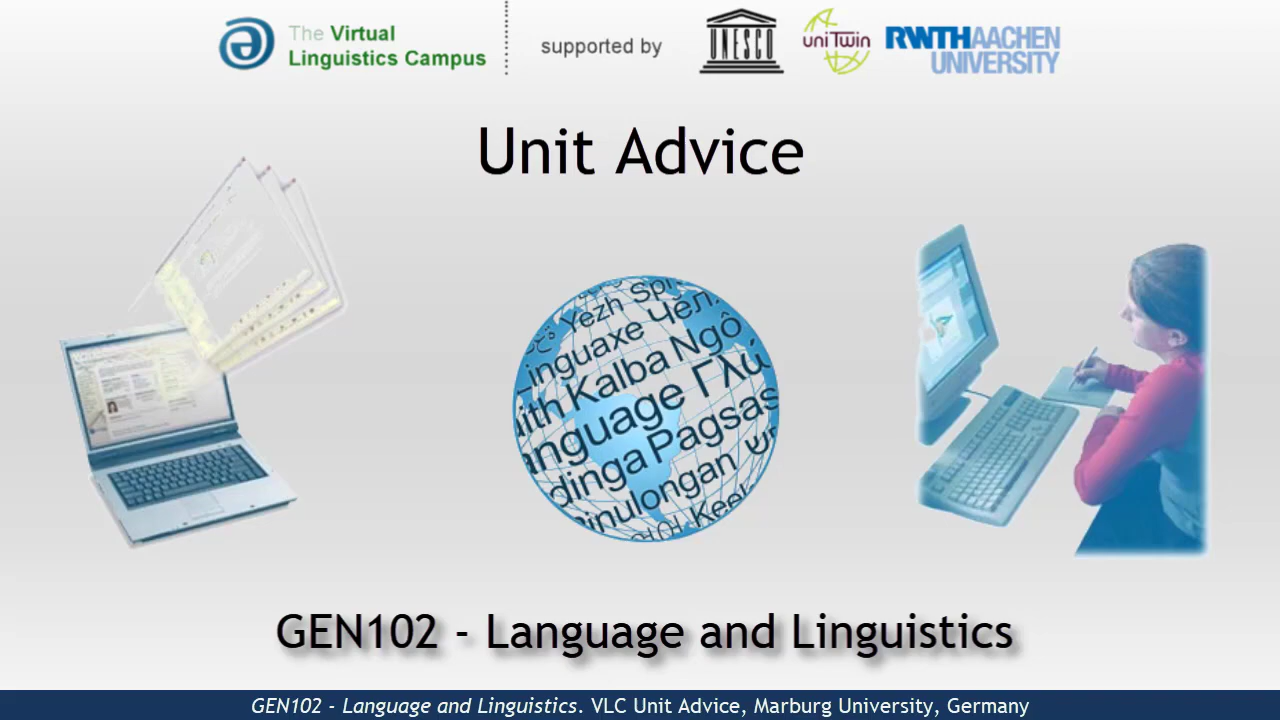 The Virtual
Linguistics Campus
supported by
UNESCO
uniTwin
RWTHAACHEN
UNIVERSITY
Unit Advice
Yezh
Linguaxe
Kalba Ngô
Language Γλώ
Pagsas
Keel
GEN102 - Language and Linguistics
GEN102 - Language and Linguistics. VLC Unit Advice, Marburg University, Germany